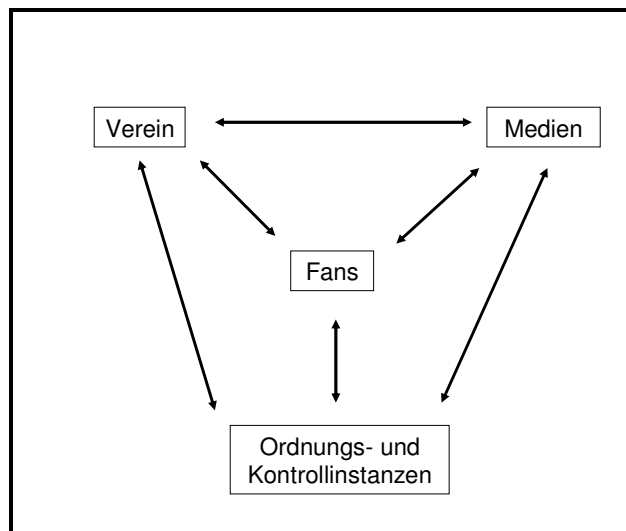 Verein
Medien
Fans
Ordnungs- und
Kontrollinstanzen